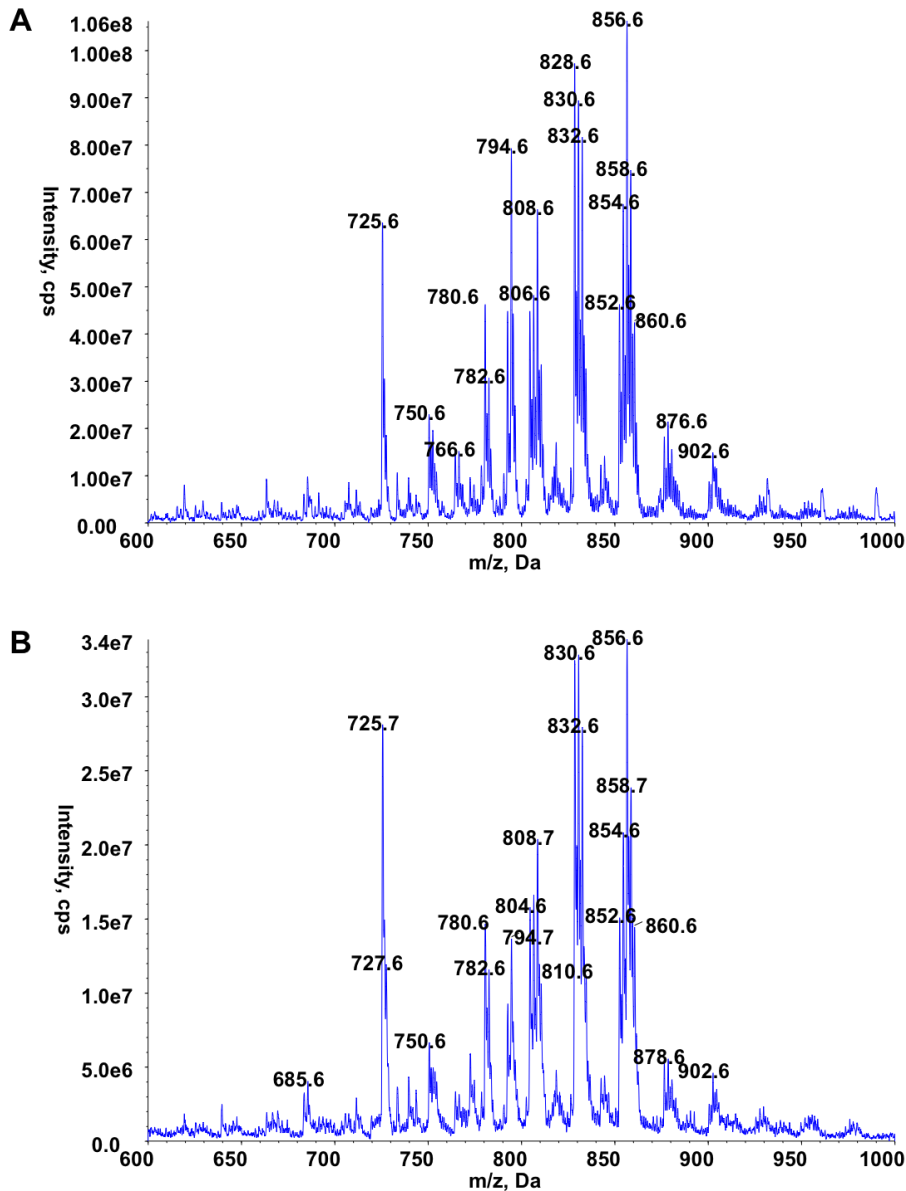 A
1.06e8
1.00e8
9.00e7
8.00e7
7.00e7
6.00e7
5.00e7
4.00e7
3.00e7
2.00e7
1.00e7
0.00
Intensity, cps
856.6
828.6
830.6
832.6
794.6
858.6
854.6
808.6
725.6
780.6
806.6
852.6
860.6
782.6
750.6
766.6
876.6
902.6
600
650
700
750
800
850
900
950
1000
m/z, Da
B
3.4e7
3.0e7
2.5e7
2.0e7
1.5e7
1.0e7
5.0e6
0.0
Intensity, cps
856.6
830.6
832.6
725.7
858.7
854.6
808.7
804.6
852.6
860.6
780.6
794.7
727.6
782.6
810.6
750.6
685.6
878.6
902.6
600
650
700
750
800
850
900
950
1000
m/z, Da